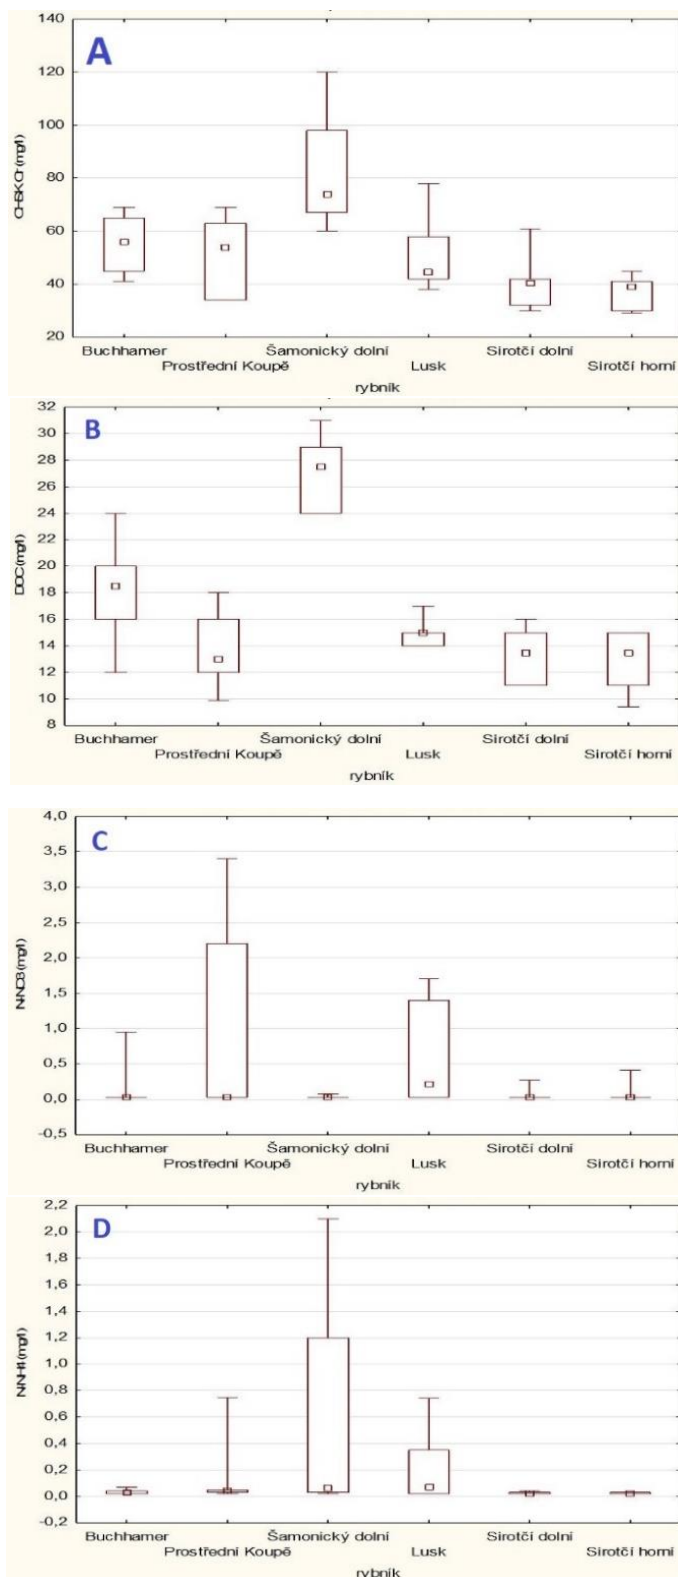 A
140
120
100
80
60
40
20
CHSKCr (mg/l)
Buchhamer Šamonický dolní Sirotčí dolní
Prostřední Koupě Lusk Sirotčí horní
rybník
B
32
30
28
26
24
22
20
18
16
14
12
10
8
DOC (mg/l)
Buchhamer Šamonický dolní Sirotčí dolní
Prostřední Koupě Lusk Sirotčí horní
rybník
C
4,0
3,5
3,0
2,5
2,0
1,5
1,0
0,5
0,0
-0,5
N-NO3 (mg/l)
Buchhamer Šamonický dolní Sirotčí dolní
Prostřední Koupě Lusk Sirotčí horní
rybník
D
2,2
2,0
1,8
1,6
1,4
1,2
1,0
0,8
0,6
0,4
0,2
0,0
-0,2
N-NH4 (mg/l)
Buchhamer Šamonický dolní Sirotčí dolní
Prostřední Koupě Lusk Sirotčí horní
rybník